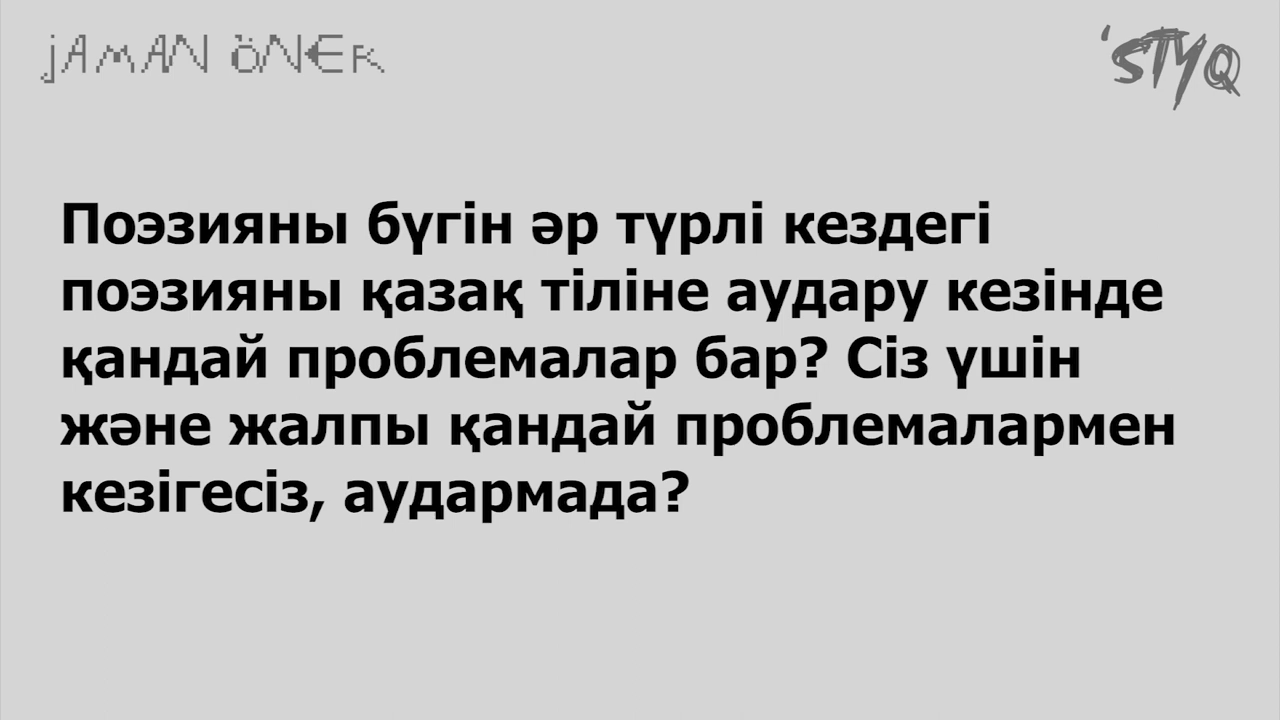 JAMAN ÖNER
'STYQ
Поэзияны бүгін әр түрлі кездегі
поэзияны қазақ тіліне аудару кезінде
қандай проблемалар бар? Сіз үшін
және жалпы қандай проблемалармен
кезігесіз, аудармада?